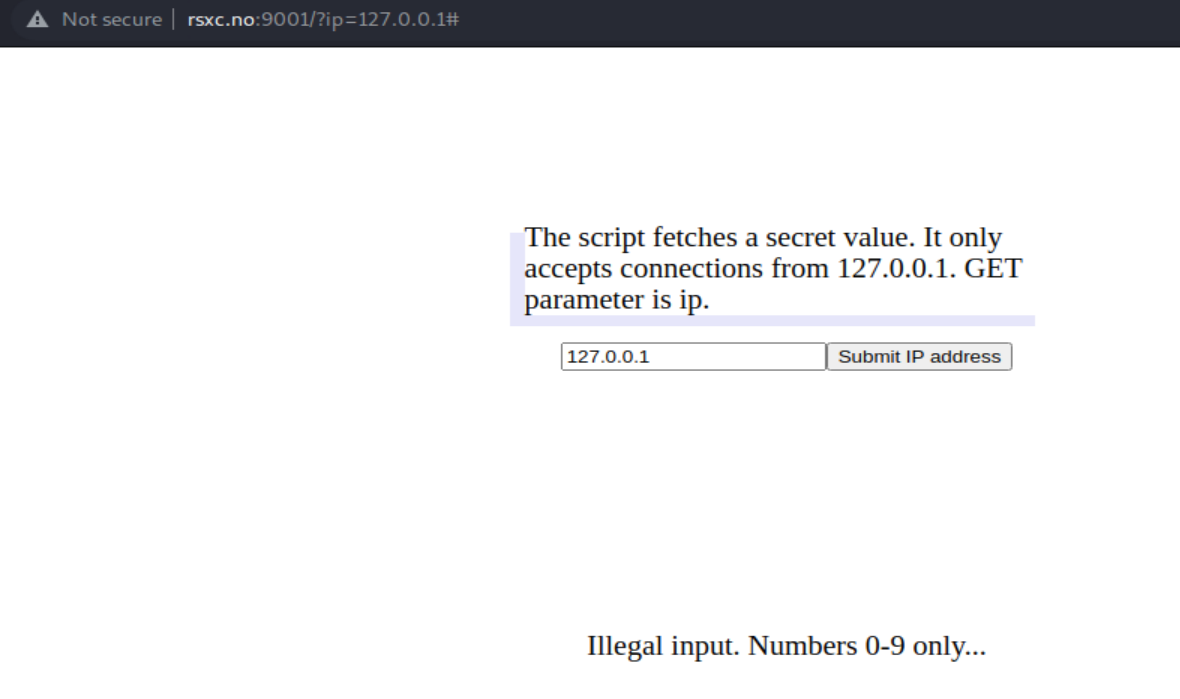 Not secure | rsxc.no:9001/?ip=127.0.0.1#
The script fetches a secret value. It only
accepts connections from 127.0.0.1. GET
parameter is ip.
127.0.0.1 Submit IP address
Illegal input. Numbers 0-9 only...